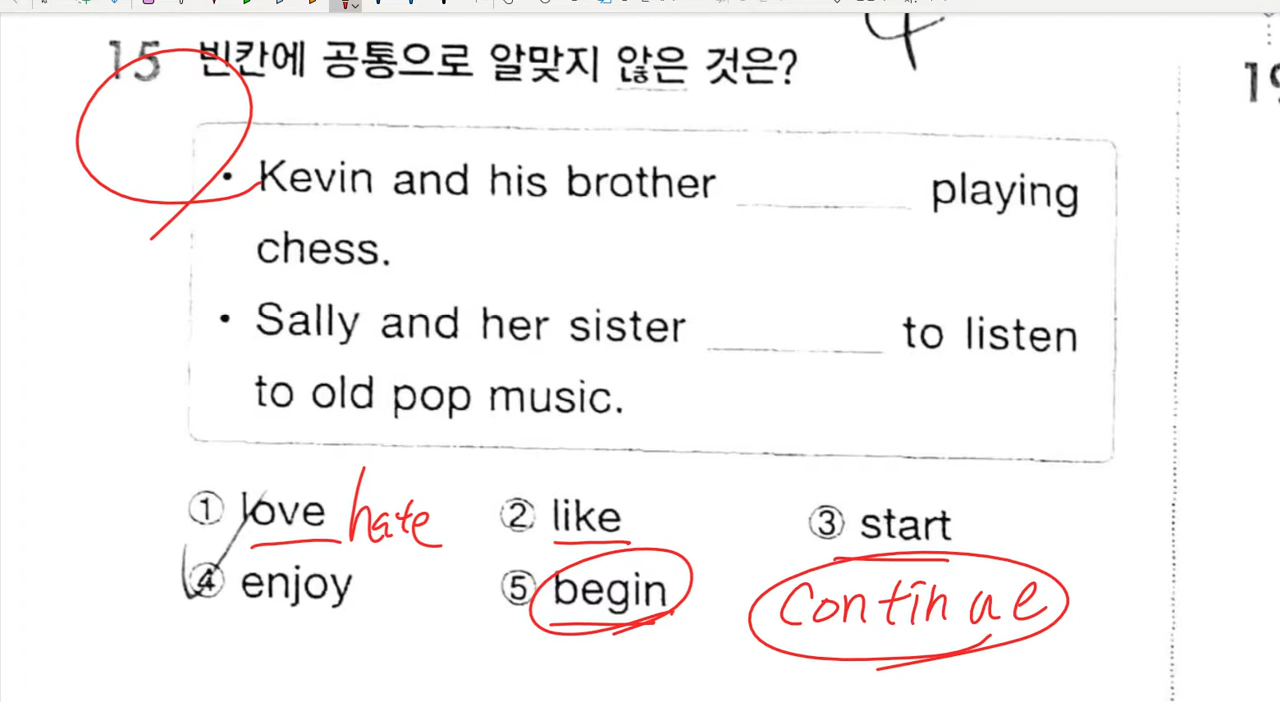 15 빈칸에 공통으로 알맞지 않은 것은?
• Kevin and his brother ________ playing
chess.
• Sally and her sister ________ to listen
to old pop music.
① love hate ② like ③ start
④ enjoy ⑤ begin continue